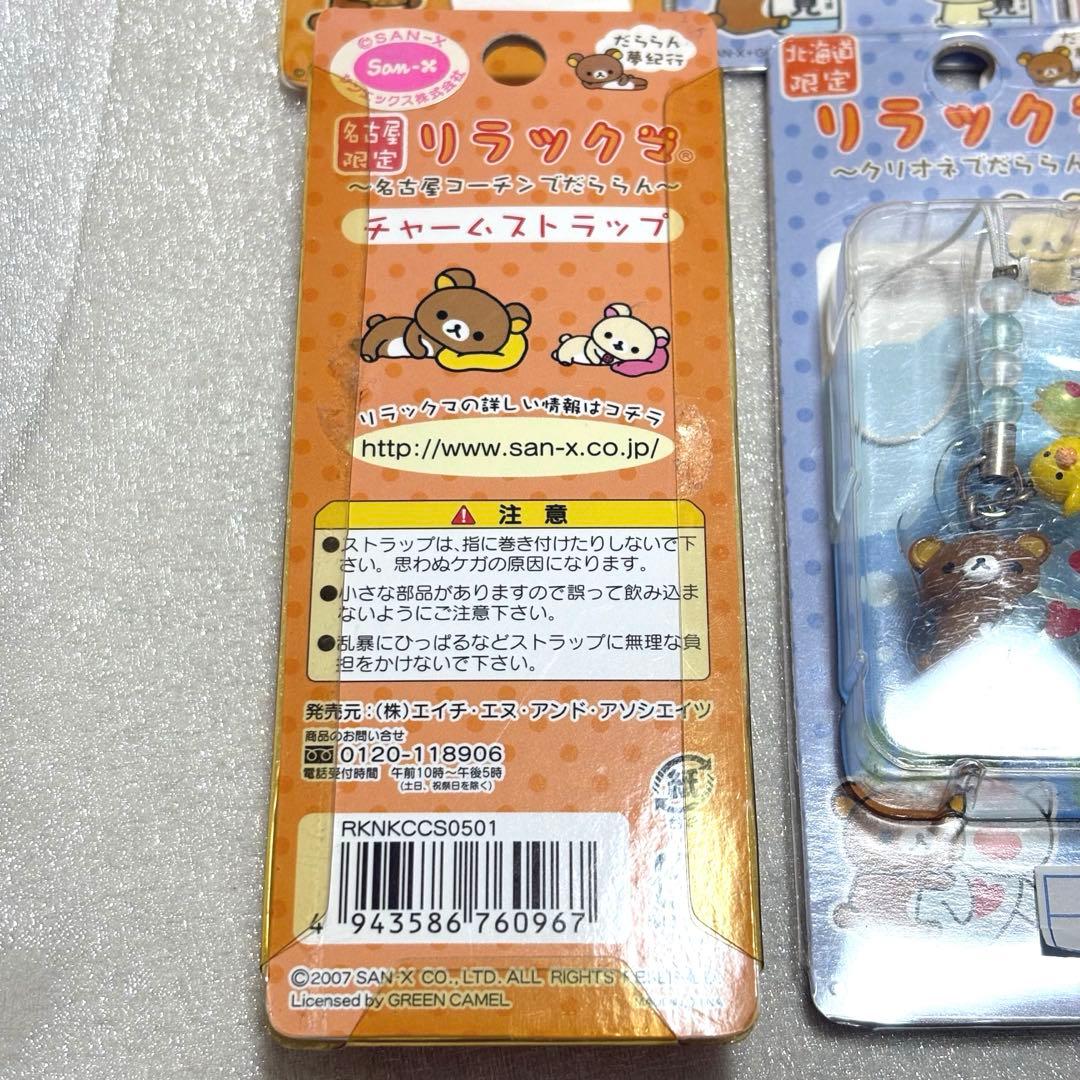 ©SAN-X
San-X
サンエックス株式会社
だららん
夢紀行
名古屋
限定
リラックマ®
～名古屋コーチンでだららん～
チャームストラップ
リラックマの詳しい情報はコチラ
http://www.san-x.co.jp/
注意
●ストラップは、指に巻き付けたりしないで下
さい。思わぬケガの原因になります。
●小さな部品がありますので誤って飲み込ま
ないようにご注意下さい。
●乱暴にひっぱるなどストラップに無理な負
担をかけないで下さい。
発売元:(株)エイチ・エヌ・アンド・アソシエイツ
商品のお問い合せ
0120-118906
電話受付時間 午前10時～午後5時
(土日、祝祭日を除く)
紙
RKNKCCS0501
4 943586 760967
©2007 SAN-X CO., LTD. ALL RIGHTS
Licensed by GREEN CAMEL
北海道
限定
リラック
～クリオネでだららん